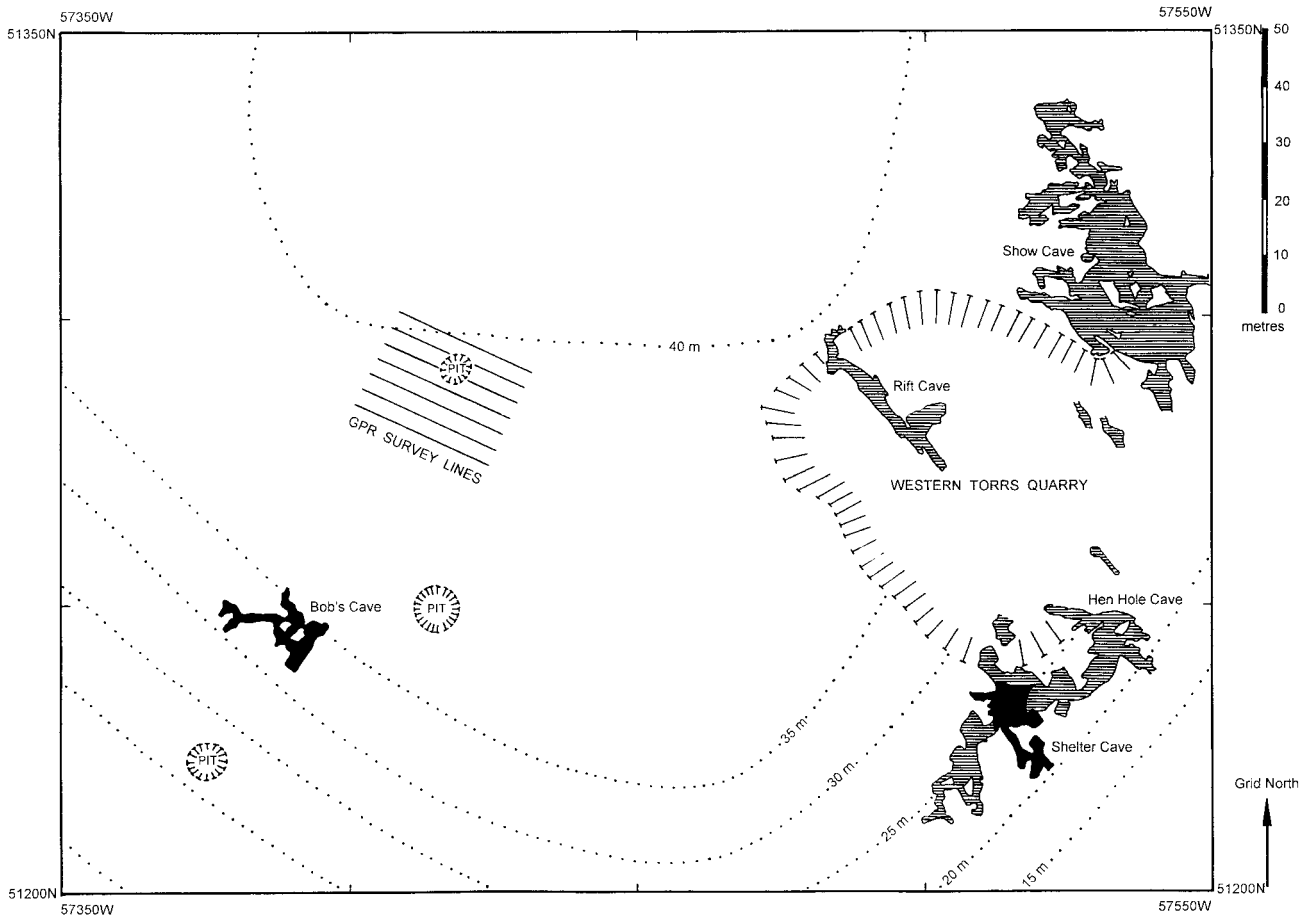 57350W
57550W
51350N
51350N
50
40
30
20
10
0
metres
Show Cave
40 m
PIT
Rift Cave
GPR SURVEY LINES
WESTERN TORRS QUARRY
Hen Hole Cave
Bob's Cave
PIT
35 m
Shelter Cave
PIT
30 m
Grid North
25 m
20 m
15 m
51200N
51200N
57350W
57550W